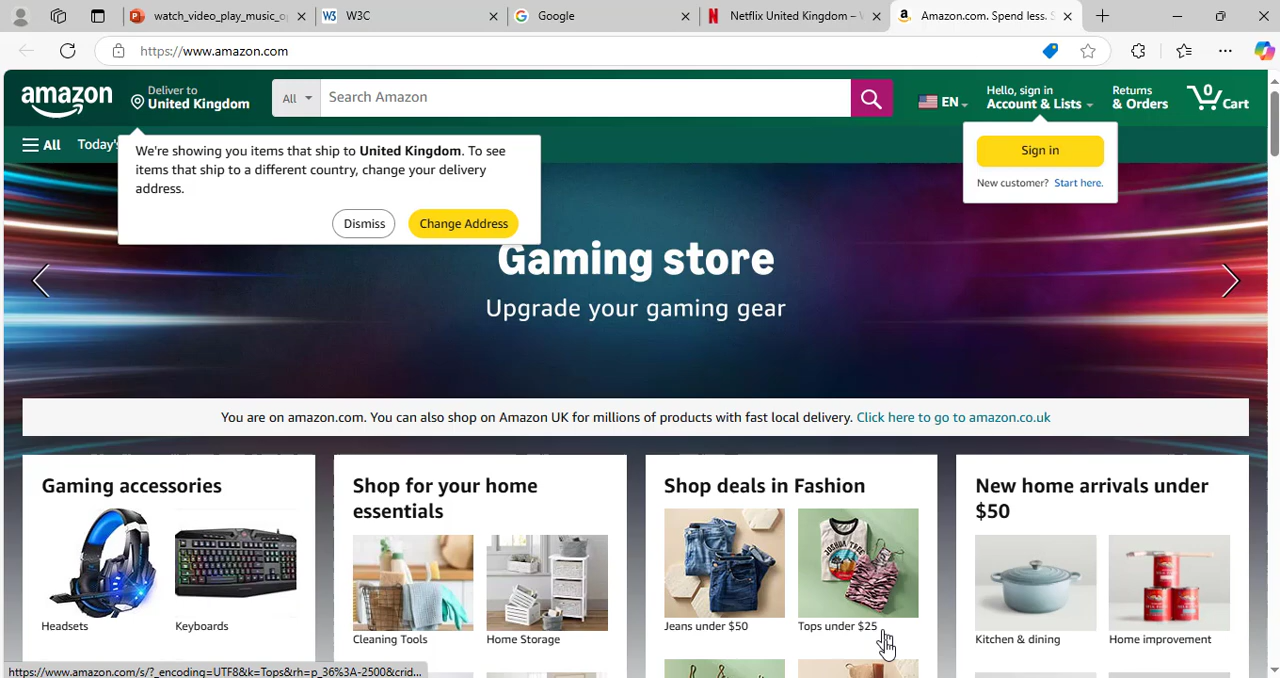 watch_video_play_music_o
W3C
Google
Netflix United Kingdom – W
Amazon.com. Spend less. S
https://www.amazon.com
amazon
Deliver to
United Kingdom
All
Search Amazon
EN
Hello, sign in
Account & Lists
Returns
& Orders
0
Cart
All
Today's
We're showing you items that ship to United Kingdom. To see
items that ship to a different country, change your delivery
address.
Dismiss
Change Address
Sign in
New customer? Start here.
Gaming store
Upgrade your gaming gear
You are on amazon.com. You can also shop on Amazon UK for millions of products with fast local delivery. Click here to go to amazon.co.uk
Gaming accessories
Headsets
Keyboards
Shop for your home
essentials
Cleaning Tools
Home Storage
Shop deals in Fashion
JOSHUA TREE
Jeans under $50
Tops under $25
New home arrivals under
$50
Kitchen & dining
Home improvement
https://www.amazon.com/s/?_encoding=UTF8&k=Tops&rh=p_36%3A-2500&crid...